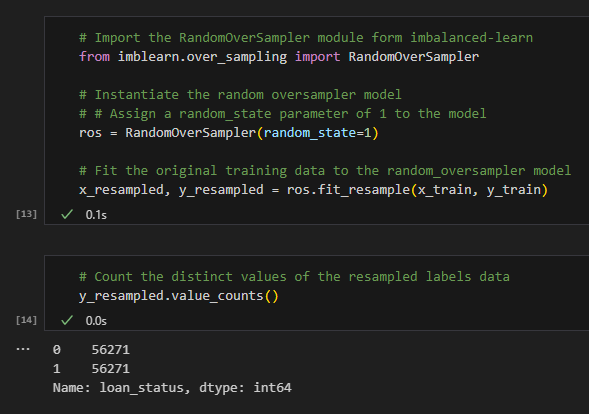 # Import the RandomOverSampler module form imbalanced-learn
from imblearn.over_sampling import RandomOverSampler
# Instantiate the random oversampler model
# # Assign a random_state parameter of 1 to the model
ros = RandomOverSampler(random_state=1)
# Fit the original training data to the random_oversampler model
x_resampled, y_resampled = ros.fit_resample(x_train, y_train)
[13] ✓ 0.1s
# Count the distinct values of the resampled labels data
y_resampled.value_counts()
[14] ✓ 0.0s
... 0    56271
1    56271
Name: loan_status, dtype: int64